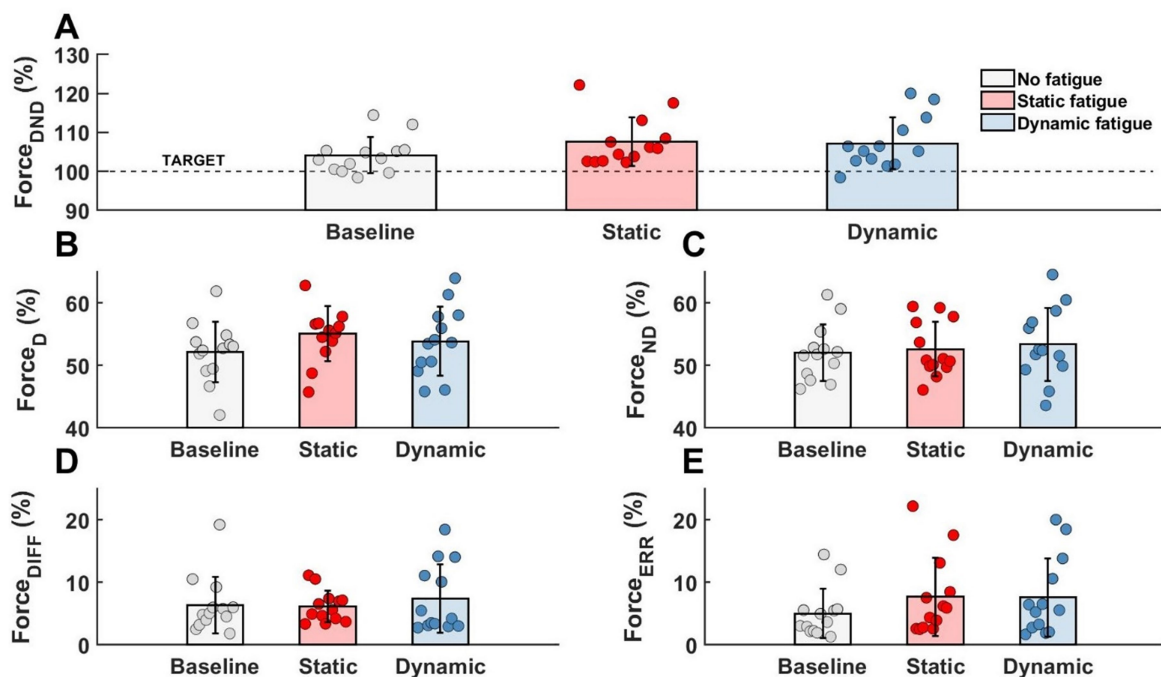 A
Force_DND (%)
130
120
110
100
90
TARGET
No fatigue
Static fatigue
Dynamic fatigue
Baseline Static Dynamic
B
Force_D (%)
60
50
40
Baseline Static Dynamic
C
Force_ND (%)
60
50
40
Baseline Static Dynamic
D
Force_DIFF (%)
20
10
0
Baseline Static Dynamic
E
Force_ERR (%)
20
10
0
Baseline Static Dynamic